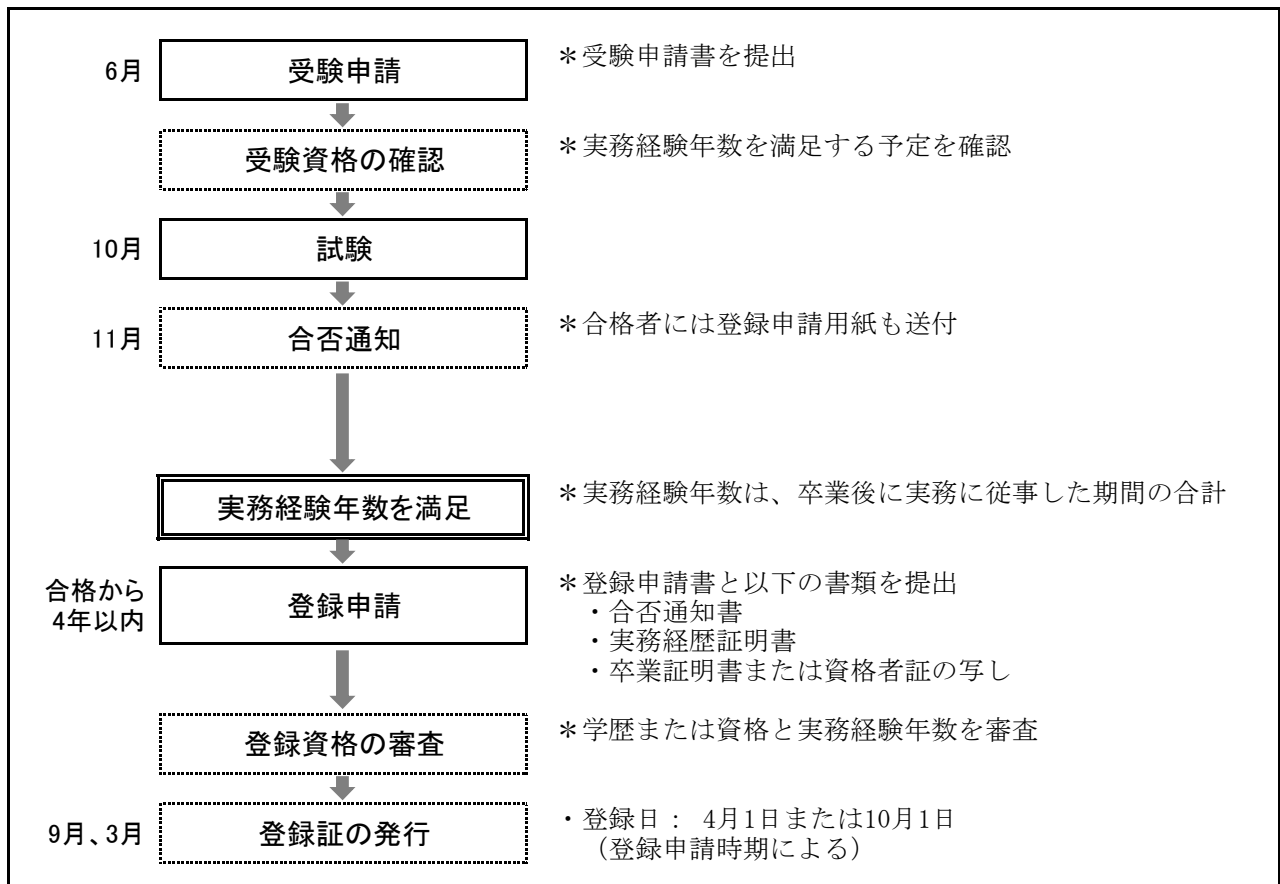 6月
受験申請
＊受験申請書を提出
受験資格の確認
＊実務経験年数を満足する予定を確認
10月
試験
11月
合否通知
＊合格者には登録申請用紙も送付
実務経験年数を満足
＊実務経験年数は、卒業後に実務に従事した期間の合計
合格から
4年以内
登録申請
＊登録申請書と以下の書類を提出
・合否通知書
・実務経歴証明書
・卒業証明書または資格者証の写し
登録資格の審査
＊学歴または資格と実務経験年数を審査
9月、3月
登録証の発行
・登録日： 4月1日または10月1日
（登録申請時期による）